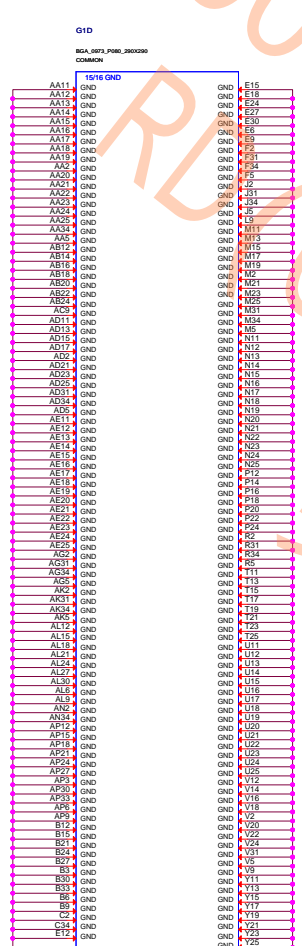 G1D
BGA_0973_P080_290X290
COMMON
15/16 GND
AA11 GND GND E15
AA12 GND GND E18
AA13 GND GND E24
AA14 GND GND E27
AA15 GND GND E30
AA16 GND GND E6
AA17 GND GND E9
AA18 GND GND F2
AA19 GND GND F31
AA2 GND GND F34
AA20 GND GND F5
AA21 GND GND J2
AA22 GND GND J31
AA23 GND GND J34
AA24 GND GND J5
AA25 GND GND L9
AA34 GND GND M11
AA5 GND GND M13
AB12 GND GND M15
AB14 GND GND M17
AB16 GND GND M19
AB18 GND GND M2
AB20 GND GND M21
AB22 GND GND M23
AB24 GND GND M25
AC9 GND GND M31
AD11 GND GND M34
AD13 GND GND M5
AD15 GND GND N11
AD17 GND GND N12
AD2 GND GND N13
AD21 GND GND N14
AD23 GND GND N15
AD25 GND GND N16
AD31 GND GND N17
AD34 GND GND N18
AD5 GND GND N19
AE11 GND GND N20
AE12 GND GND N21
AE13 GND GND N22
AE14 GND GND N23
AE15 GND GND N24
AE16 GND GND N25
AE17 GND GND P12
AE18 GND GND P14
AE19 GND GND P16
AE20 GND GND P18
AE21 GND GND P20
AE22 GND GND P22
AE23 GND GND P24
AE24 GND GND R2
AE25 GND GND R31
AG2 GND GND R34
AG31 GND GND R5
AG34 GND GND T11
AG5 GND GND T13
AK2 GND GND T15
AK31 GND GND T17
AK34 GND GND T19
AK5 GND GND T21
AL12 GND GND T23
AL15 GND GND T25
AL18 GND GND U11
AL21 GND GND U12
AL24 GND GND U13
AL27 GND GND U14
AL30 GND GND U15
AL6 GND GND U16
AL9 GND GND U17
AN2 GND GND U18
AN34 GND GND U19
AP12 GND GND U20
AP15 GND GND U21
AP18 GND GND U22
AP21 GND GND U23
AP24 GND GND U24
AP27 GND GND U25
AP3 GND GND V12
AP30 GND GND V14
AP33 GND GND V16
AP6 GND GND V18
AP9 GND GND V2
B12 GND GND V20
B15 GND GND V22
B21 GND GND V24
B24 GND GND V31
B27 GND GND V5
B3 GND GND V9
B30 GND GND Y11
B33 GND GND Y13
B6 GND GND Y15
B9 GND GND Y17
C2 GND GND Y19
C34 GND GND Y21
E12 GND GND Y23
GND Y25